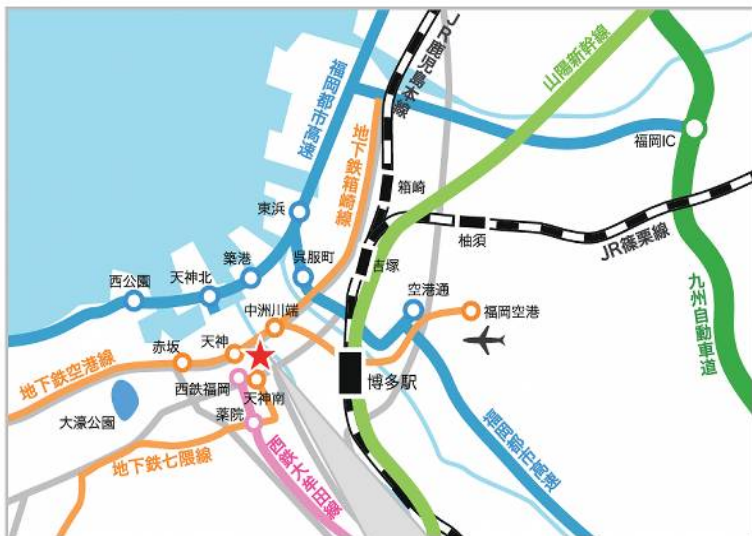 JR鹿児島本線
山陽新幹線
福岡都市高速
福岡IC
地下鉄箱崎線
箱崎
東浜
柚須
JR篠栗線
呉服町
吉塚
築港
天神北
西公園
空港通
九州自動車道
中洲川端
福岡空港
天神
赤坂
地下鉄空港線
西鉄福岡
天神南
博多駅
大濠公園
薬院
地下鉄七隈線
西鉄大牟田線
福岡都市高速